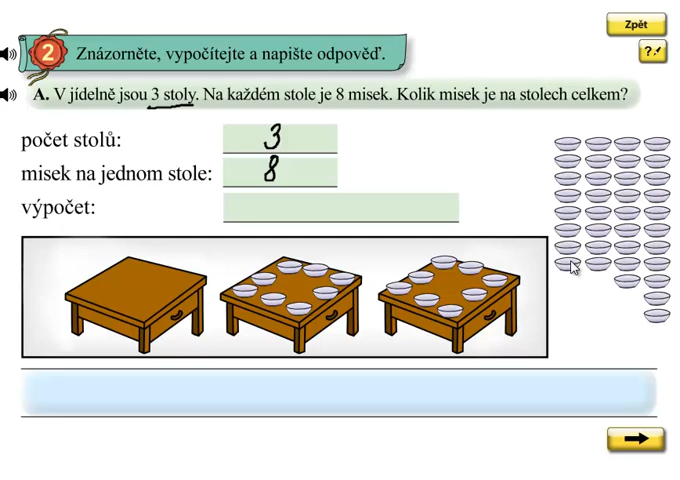 Zpět
2 Znázorněte, vypočítejte a napište odpověď.
?
A. V jídelně jsou 3 stoly. Na každém stole je 8 misek. Kolik misek je na stolech celkem?
počet stolů: 3
misek na jednom stole: 8
výpočet: